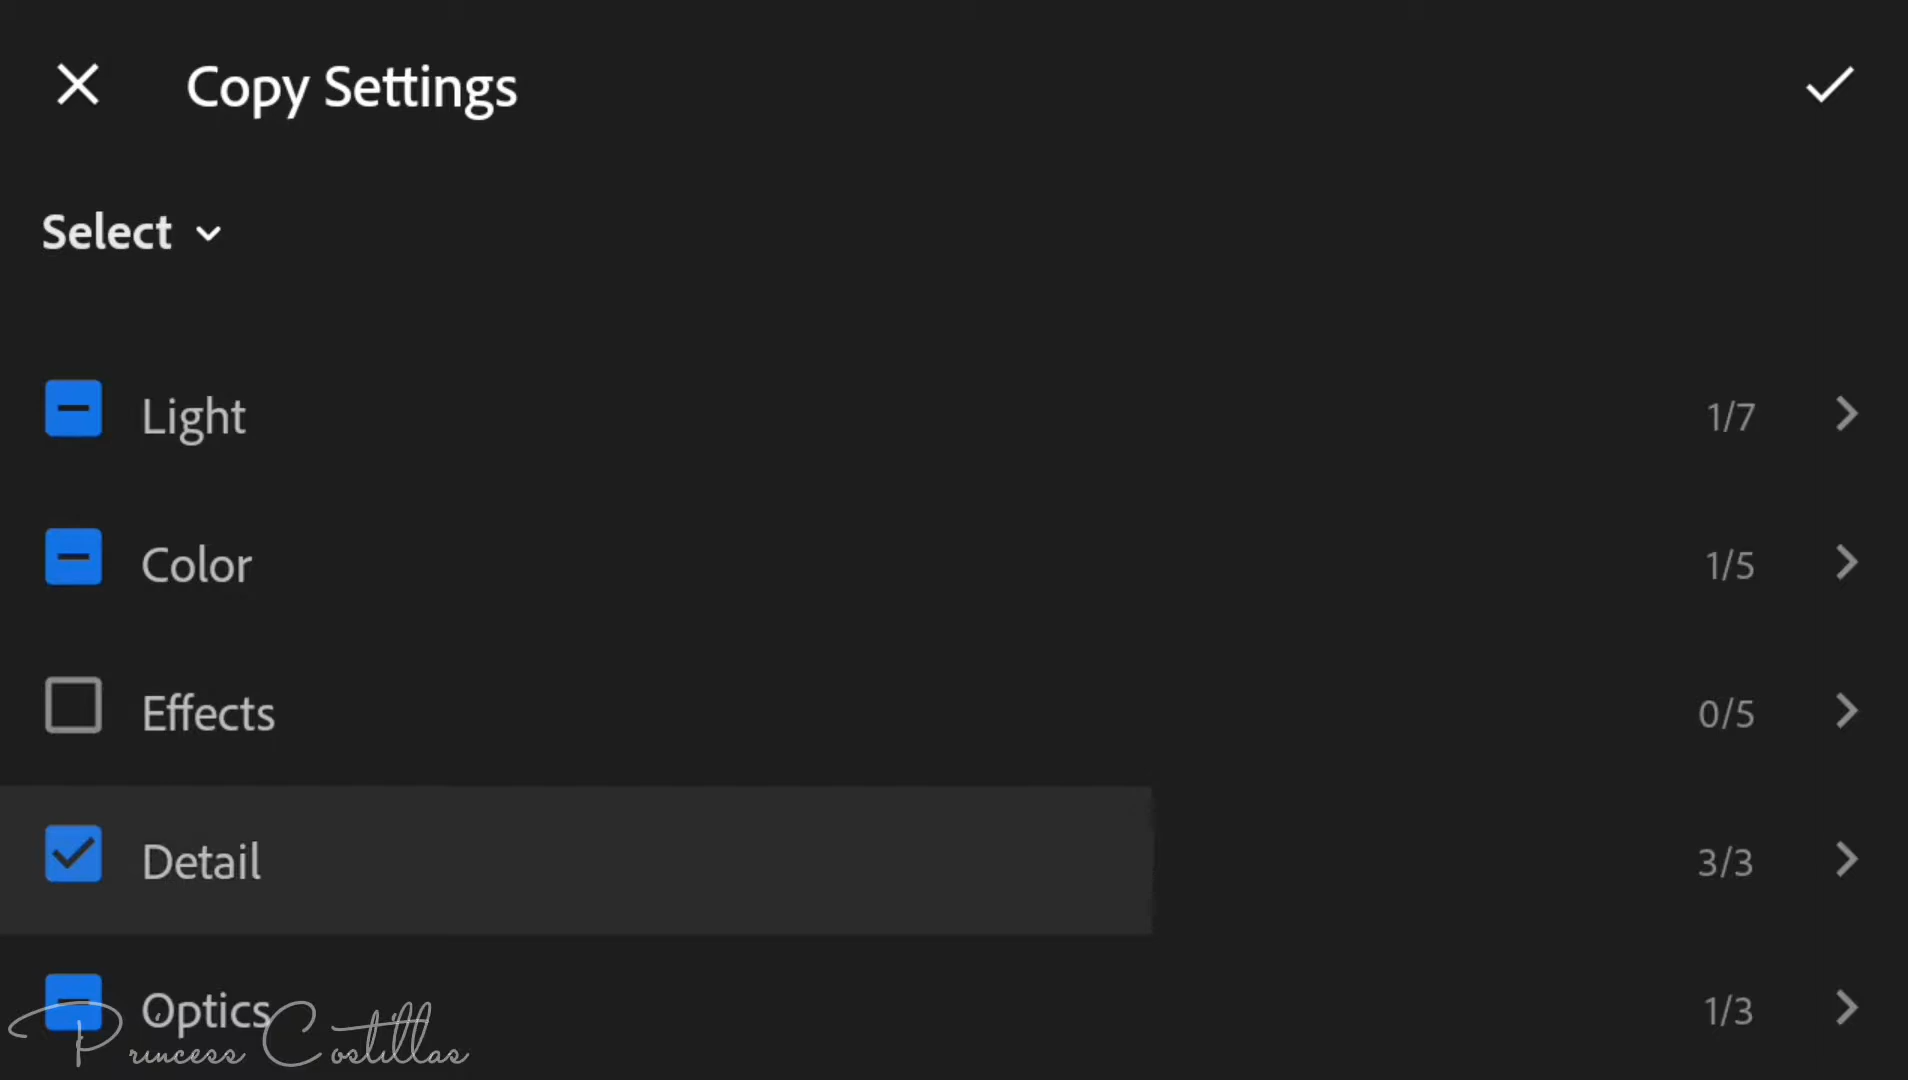 Copy Settings
Select
Light 1/7
Color 1/5
Effects 0/5
Detail 3/3
Optics 1/3
Princess Costillas